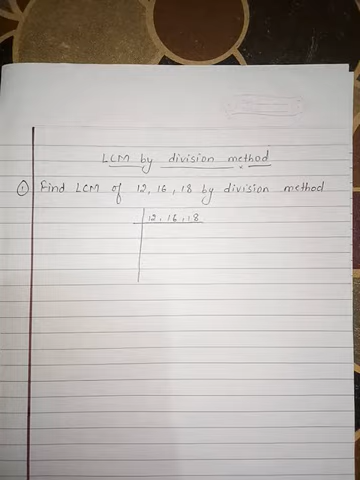 LCM by division method
① Find LCM of 12, 16, 18 by division method
12, 16, 18